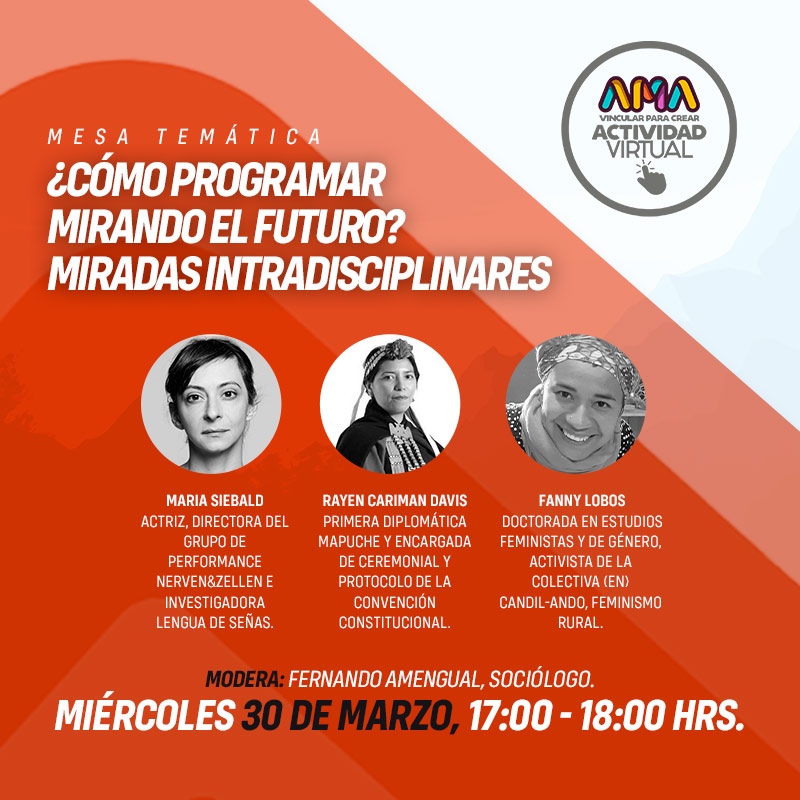 MESA TEMÁTICA
¿CÓMO PROGRAMAR
MIRANDO EL FUTURO?
MIRADAS INTRADISCIPLINARES
AMA
VINCULAR PARA CREAR
ACTIVIDAD
VIRTUAL
MARIA SIEBALD
ACTRIZ, DIRECTORA DEL
GRUPO DE
PERFORMANCE
NERVEN&ZELLEN E
INVESTIGADORA
LENGUA DE SEÑAS.
RAYEN CARIMAN DAVIS
PRIMERA DIPLOMÁTICA
MAPUCHE Y ENCARGADA
DE CEREMONIAL Y
PROTOCOLO DE LA
CONVENCIÓN
CONSTITUCIONAL.
FANNY LOBOS
DOCTORADA EN ESTUDIOS
FEMINISTAS Y DE GÉNERO,
ACTIVISTA DE LA
COLECTIVA (EN)
CANDIL-ANDO, FEMINISMO
RURAL.
MODERA: FERNANDO AMENGUAL, SOCIÓLOGO.
MIÉRCOLES 30 DE MARZO, 17:00 - 18:00 HRS.